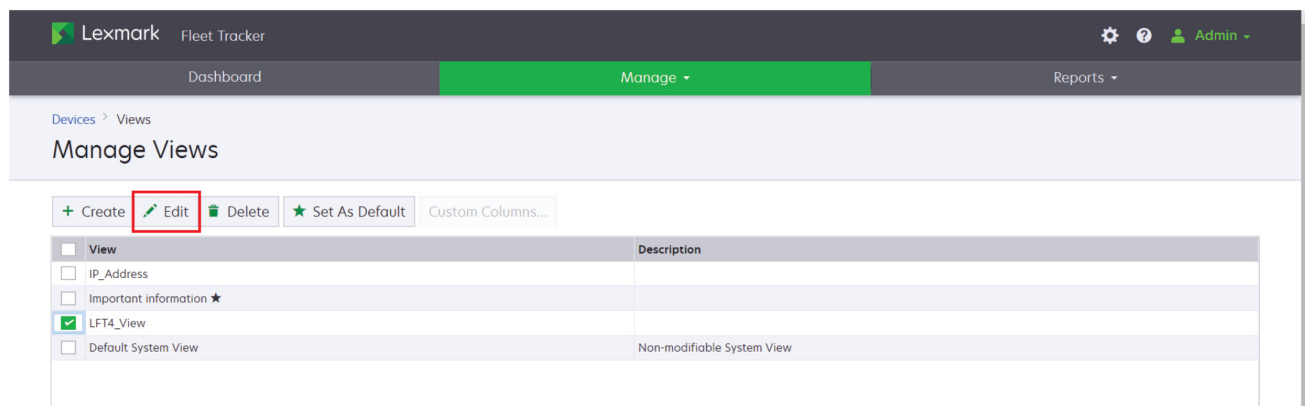 Lexmark Fleet Tracker Admin
Dashboard Manage Reports
Devices > Views
Manage Views
+ Create Edit Delete ★ Set As Default Custom Columns...
View Description
IP_Address
Important information ★
LFT4_View
Default System View Non-modifiable System View